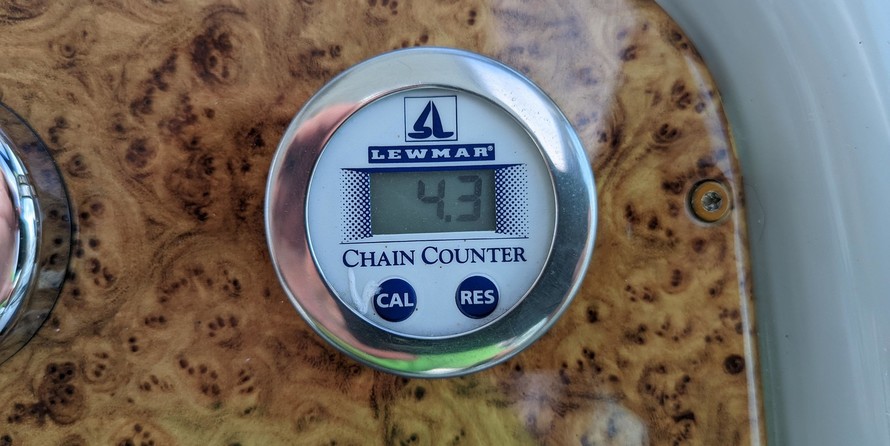 LEWMAR®
4.3
CHAIN COUNTER
CAL RES